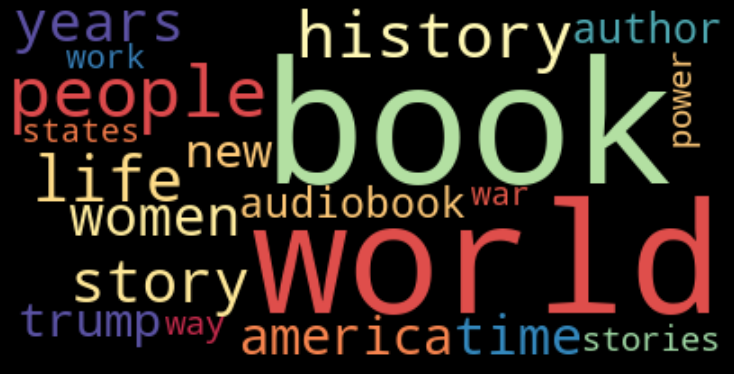 years
history
author
work
people
book
power
states
new
life
audiobook
war
women
world
story
trump
way
america
time
stories